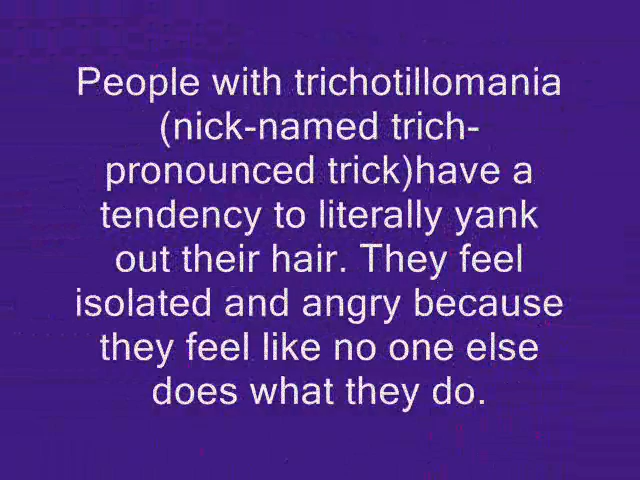 People with trichotillomania
(nick-named trich-
pronounced trick)have a
tendency to literally yank
out their hair. They feel
isolated and angry because
they feel like no one else
does what they do.